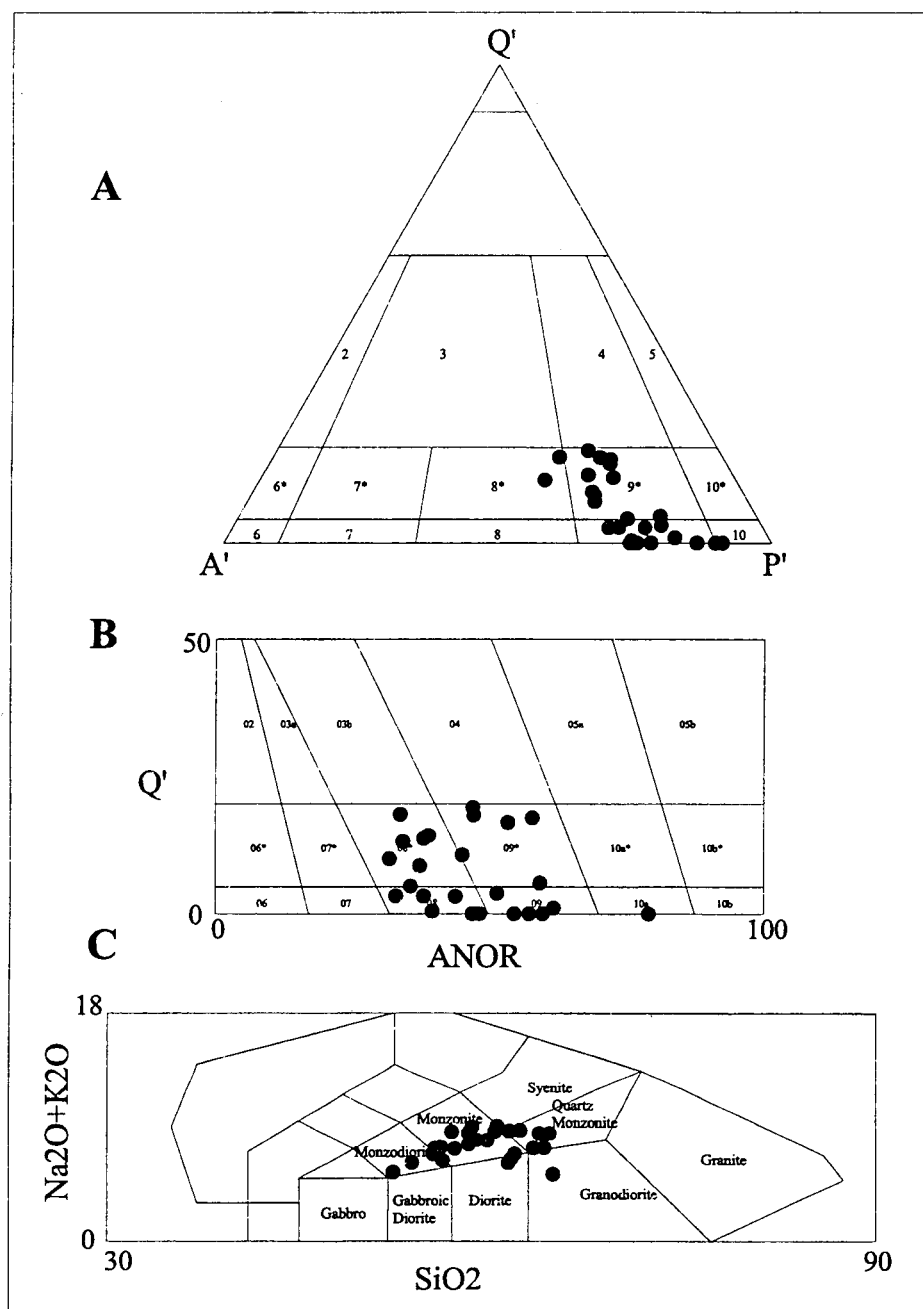 Q'
A
2 3 4 5
6* 7* 8* 9* 10*
6 7 8 10
A' P'
B
50
02 03a 03b 04 05a 05b
Q'
06* 07* 08* 09* 10a* 10b*
06 07 08 09 10a 10b
0
0 100
ANOR
C
18
Na2O+K2O
Syenite
Quartz
Monzonite Monzonite
Monzodiorite
Granite
Gabbro Gabbroic Diorite Granodiorite
Diorite
0
30 90
SiO2